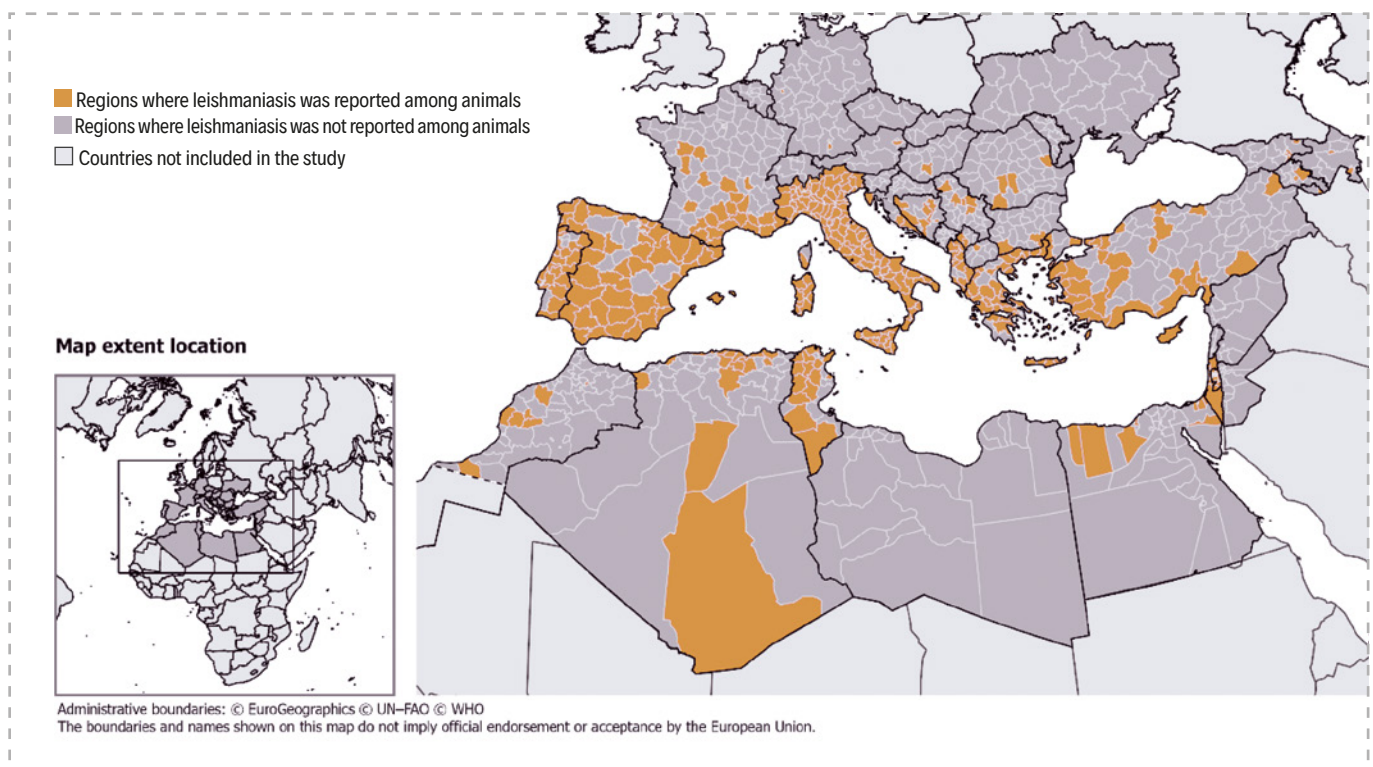 Regions where leishmaniasis was reported among animals
Regions where leishmaniasis was not reported among animals
Countries not included in the study
Map extent location
Administrative boundaries: © EuroGeographics © UN–FAO © WHO
The boundaries and names shown on this map do not imply official endorsement or acceptance by the European Union.